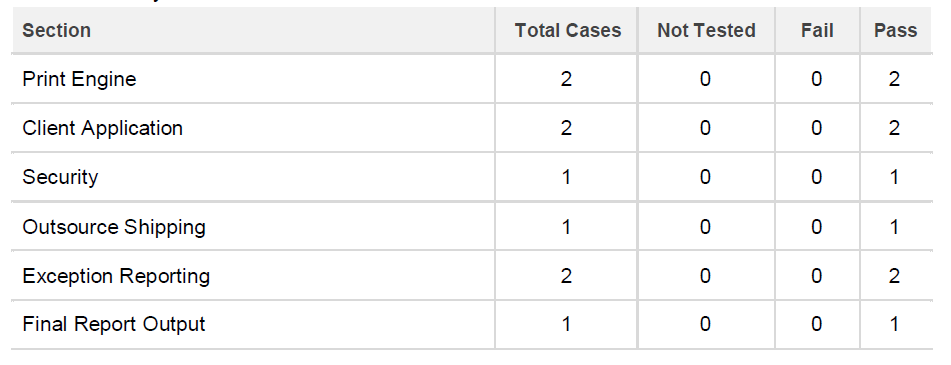 Section Total Cases Not Tested Fail Pass
Print Engine 2 0 0 2
Client Application 2 0 0 2
Security 1 0 0 1
Outsource Shipping 1 0 0 1
Exception Reporting 2 0 0 2
Final Report Output 1 0 0 1